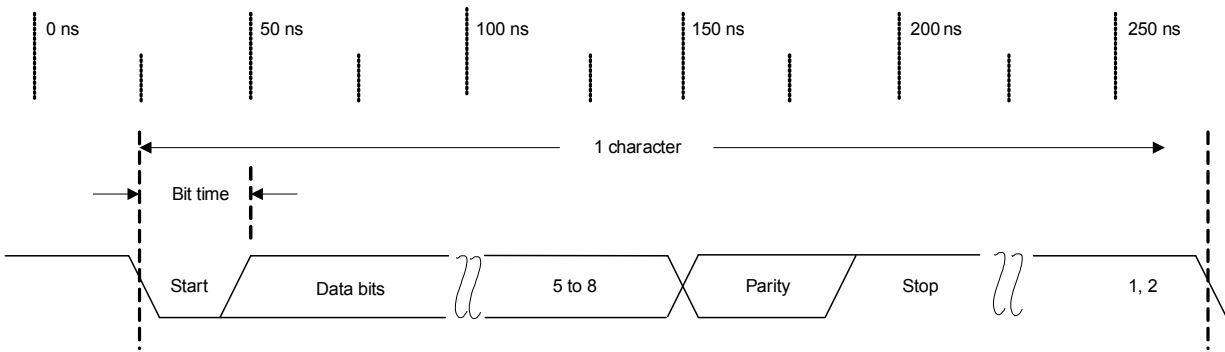 0 ns 50 ns 100 ns 150 ns 200 ns 250 ns
1 character
Bit time
Start Data bits 5 to 8 Parity Stop 1, 2